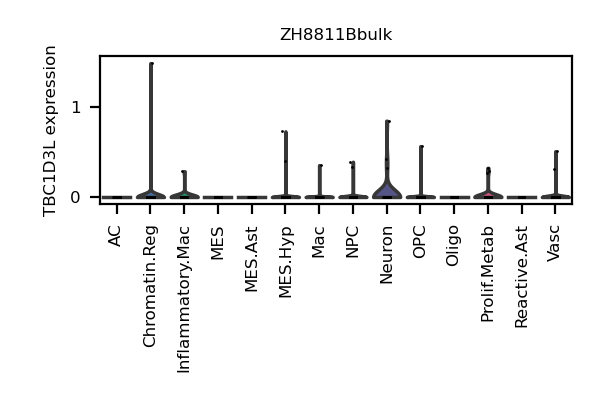 ZH8811Bbulk
TBC1D3L expression
1
0
AC
Chromatin.Reg
Inflammatory.Mac
MES
MES.Ast
MES.Hyp
Mac
NPC
Neuron
OPC
Oligo
Prolif.Metab
Reactive.Ast
Vasc